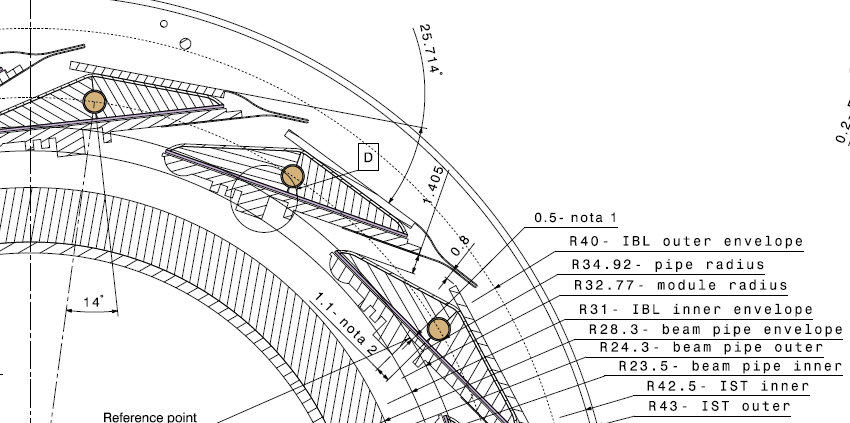 25.714°
D
1.405
0.8
0.5- nota 1
R40- IBL outer envelope
R34.92- pipe radius
R32.77- module radius
R31- IBL inner envelope
R28.3- beam pipe envelope
R24.3- beam pipe outer
R23.5- beam pipe inner
R42.5- IST inner
R43- IST outer
14°
1.1- nota 2
Reference point
0.2-